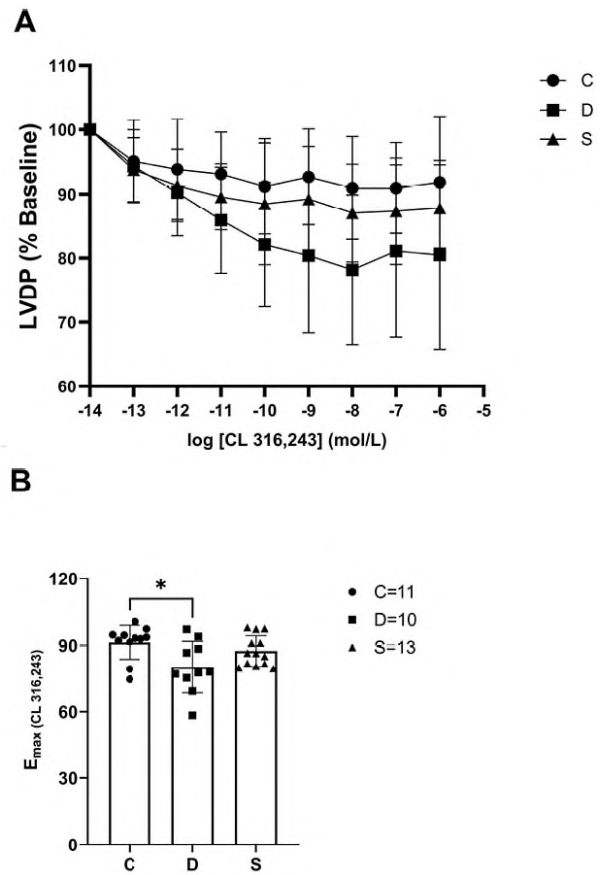 A
LVDP (% Baseline)
110
100
90
80
70
60
-14 -13 -12 -11 -10 -9 -8 -7 -6 -5
log [CL 316,243] (mol/L)
C
D
S
B
Emax (CL 316,243)
120
90
60
30
0
*
C D S
C=11
D=10
S=13